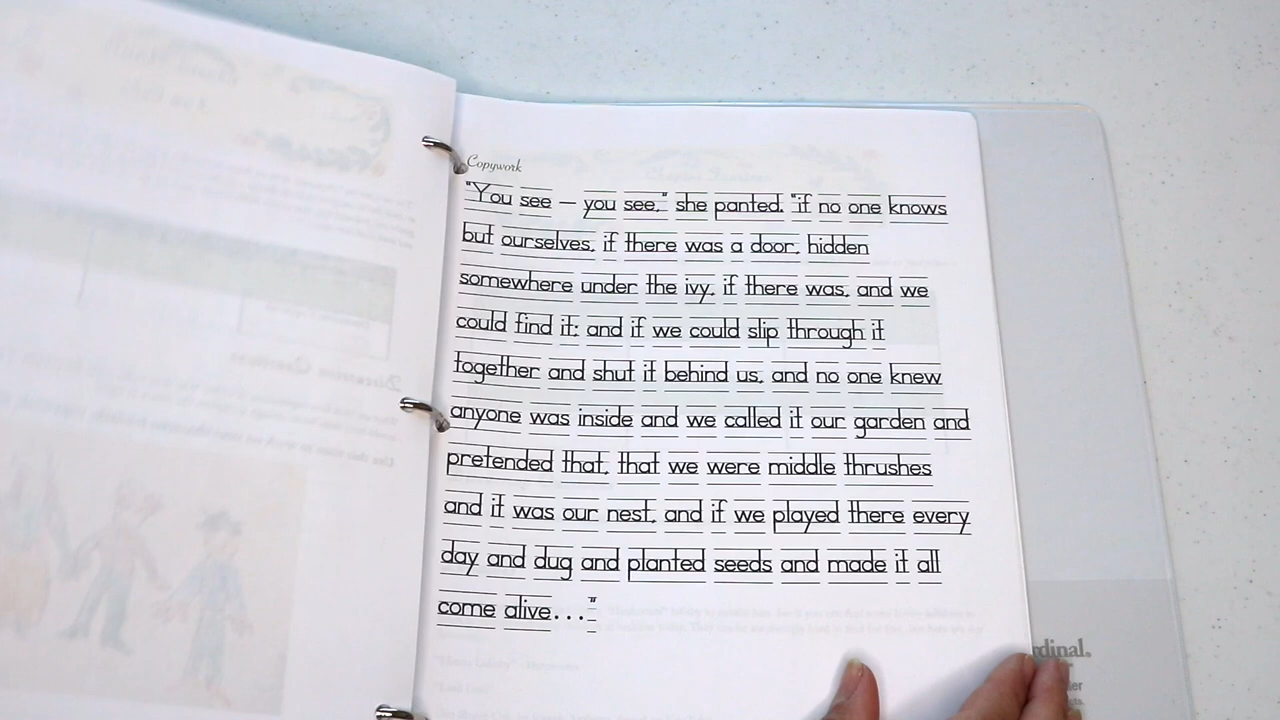 Copywork
"You see — you see," she panted, "if no one knows
but ourselves, if there was a door, hidden
somewhere under the ivy, if there was, and we
could find it; and if we could slip through it
together and shut it behind us, and no one knew
anyone was inside and we called it our garden and
pretended that, that we were middle thrushes
and it was our nest, and if we played there every
day and dug and planted seeds and made it all
come alive..."
rdinal.